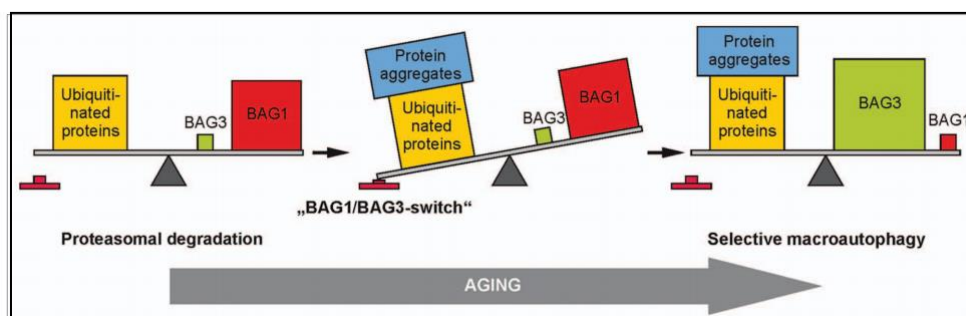 Ubiquiti-
nated
proteins
BAG3
BAG1
Protein
aggregates
Ubiquiti-
nated
proteins
BAG3
BAG1
Protein
aggregates
Ubiquiti-
nated
proteins
BAG3
BAG1
„BAG1/BAG3-switch“
Proteasomal degradation
Selective macroautophagy
AGING